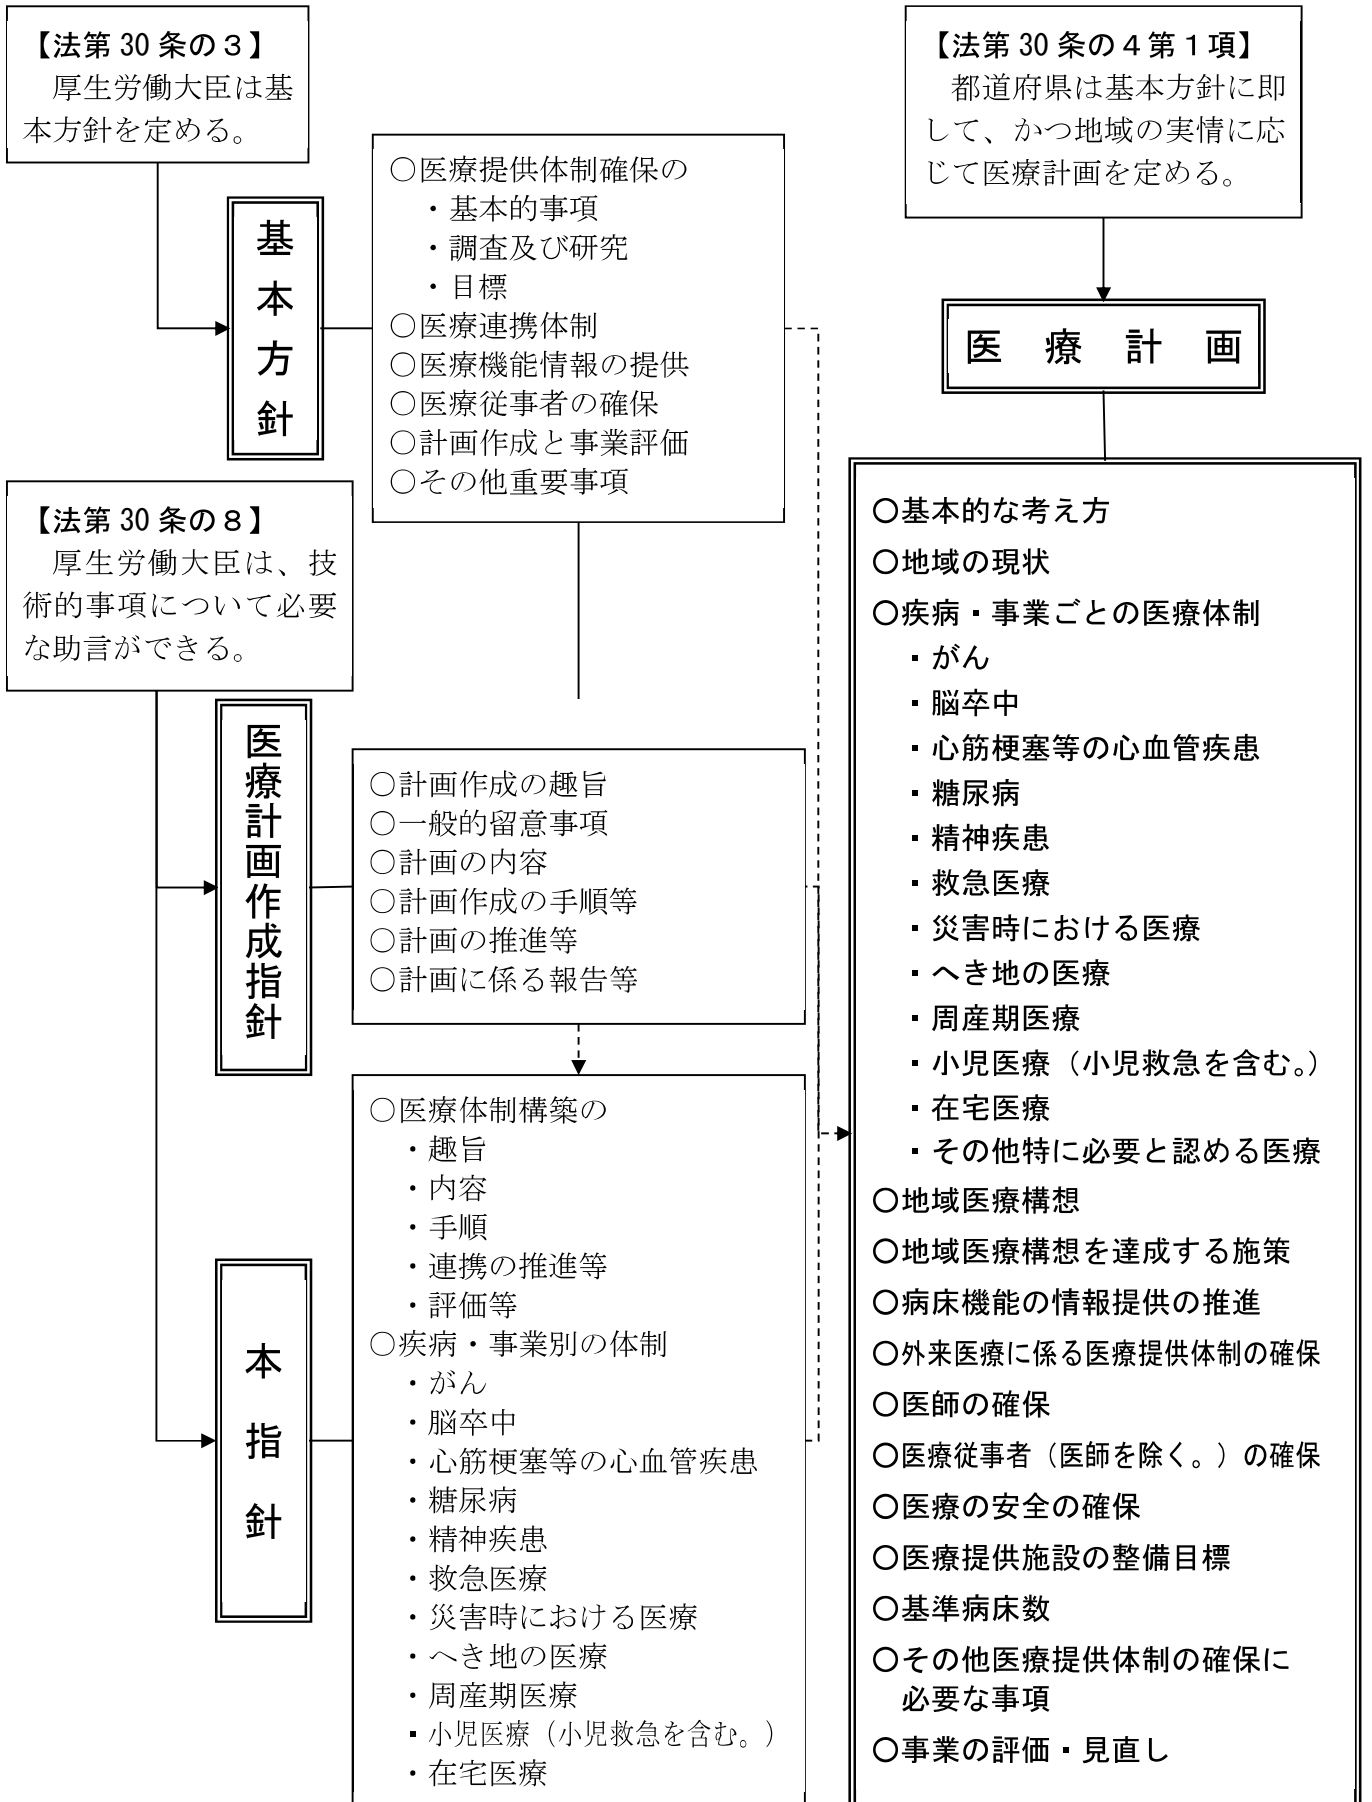 【法第30条の3】
厚生労働大臣は基
本方針を定める。
基本方針
○医療提供体制確保の
・基本的事項
・調査及び研究
・目標
○医療連携体制
○医療機能情報の提供
○医療従事者の確保
○計画作成と事業評価
○その他重要事項
【法第30条の8】
厚生労働大臣は、技
術的事項について必要
な助言ができる。
医療計画作成指針
○計画作成の趣旨
○一般的留意事項
○計画の内容
○計画作成の手順等
○計画の推進等
○計画に係る報告等
本指針
○医療体制構築の
・趣旨
・内容
・手順
・連携の推進等
・評価等
○疾病・事業別の体制
・がん
・脳卒中
・心筋梗塞等の心血管疾患
・糖尿病
・精神疾患
・救急医療
・災害時における医療
・へき地の医療
・周産期医療
・小児医療（小児救急を含む。）
・在宅医療
【法第30条の4第1項】
都道府県は基本方針に即
して、かつ地域の実情に応
じて医療計画を定める。
医　療　計　画
○基本的な考え方
○地域の現状
○疾病・事業ごとの医療体制
・がん
・脳卒中
・心筋梗塞等の心血管疾患
・糖尿病
・精神疾患
・救急医療
・災害時における医療
・へき地の医療
・周産期医療
・小児医療（小児救急を含む。）
・在宅医療
・その他特に必要と認める医療
○地域医療構想
○地域医療構想を達成する施策
○病床機能の情報提供の推進
○外来医療に係る医療提供体制の確保
○医師の確保
○医療従事者（医師を除く。）の確保
○医療の安全の確保
○医療提供施設の整備目標
○基準病床数
○その他医療提供体制の確保に
必要な事項
○事業の評価・見直し